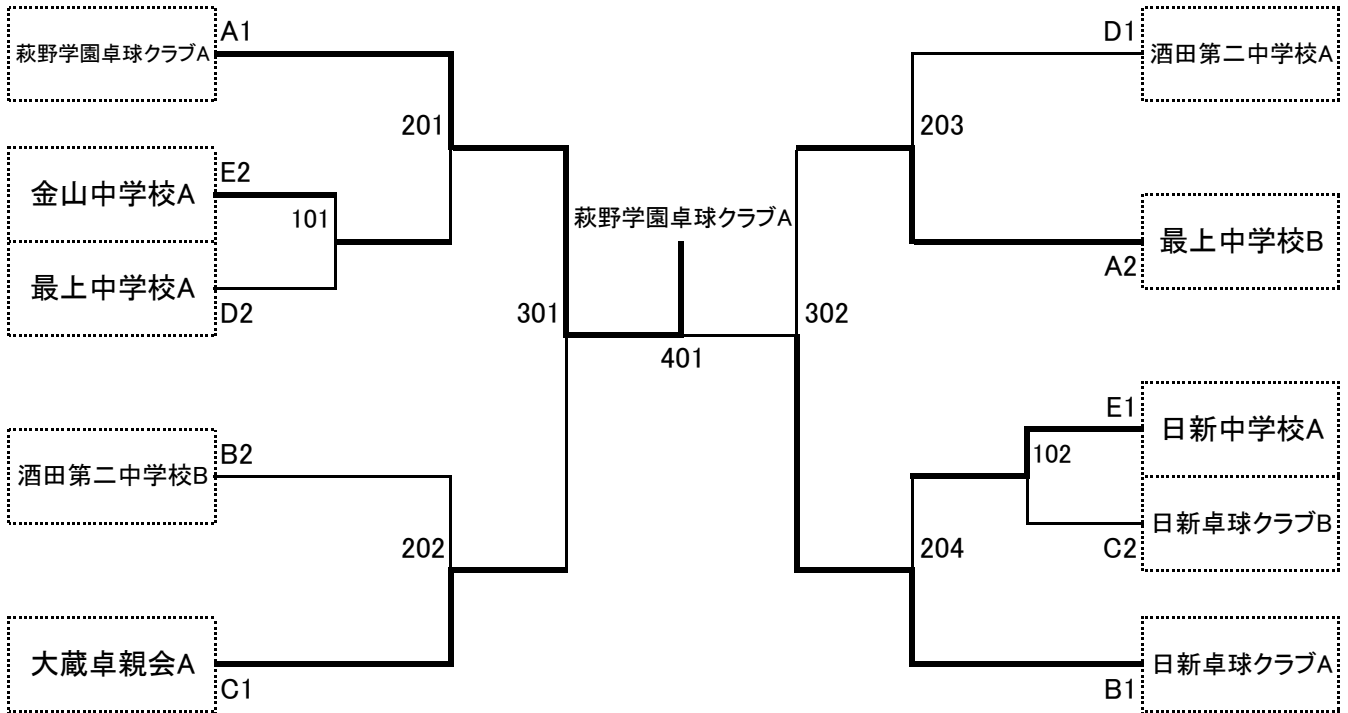 A1
萩野学園卓球クラブA
201
E2
金山中学校A
101
最上中学校A
D2
301
B2
酒田第二中学校B
202
大蔵卓親会A
C1
萩野学園卓球クラブA
401
D1
酒田第二中学校A
203
最上中学校B
A2
302
E1
日新中学校A
102
日新卓球クラブB
C2
204
日新卓球クラブA
B1